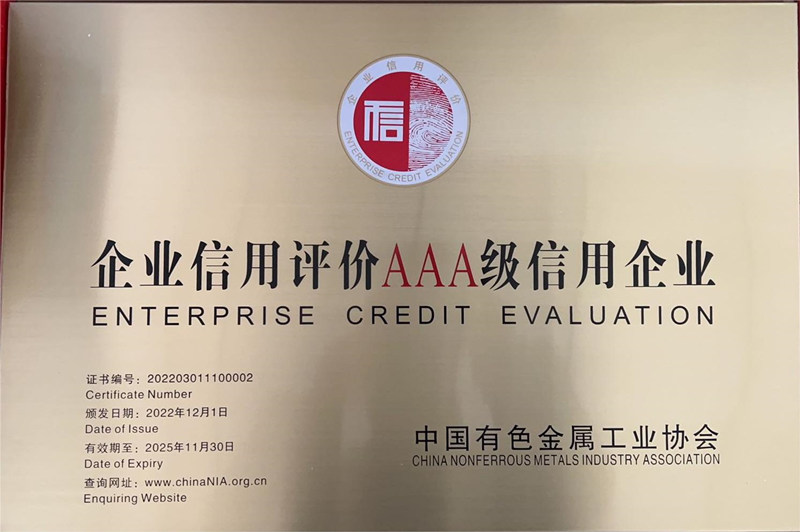 企业信用评价
信
ENTERPRISE CREDIT EVALUATION
企业信用评价AAA级信用企业
ENTERPRISE CREDIT EVALUATION
证书编号：202203011100002
Certificate Number
颁发日期：2022年12月1日
Date of Issue
有效期至：2025年11月30日
Date of Expiry
查询网址：www.chinaNIA.org.cn
Enquiring Website
中国有色金属工业协会
CHINA NONFERROUS METALS INDUSTRY ASSOCIATION